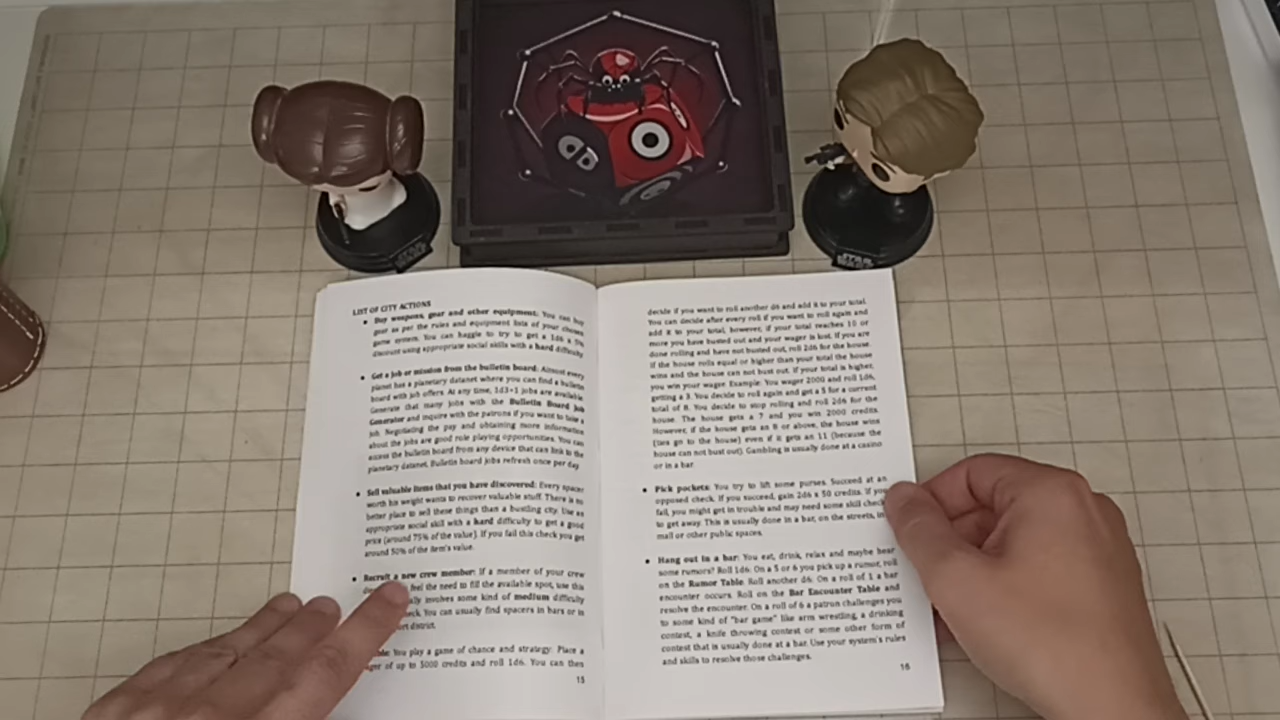 LIST OF CITY ACTIONS
• Buy weapons, gear and other equipment: You can buy
gear as per the rules and equipment lists of your chosen
game system. You can haggle to try to get a 1d6 x 5%
discount using appropriate social skills with a hard difficulty.
• Get a job or mission from the bulletin board: Almost every
planet has a planetary datanet where you can find a bulletin
board with job offers. At any time, 1d3+1 jobs are available.
Generate that many jobs with the Bulletin Board Job
Generator and inquire with the patrons if you want to take a
job. Negotiating the pay and obtaining more information
about the jobs are good role playing opportunities. You can
access the bulletin board from any device that can link to the
planetary datanet. Bulletin board jobs refresh once per day.
• Sell valuable items that you have discovered: Every spacer
worth his weight wants to recover valuable stuff. There is no
better place to sell these things than a bustling city. Use an
appropriate social skill with a hard difficulty to get a good
price (around 75% of the value). If you fail this check you get
around 50% of the item's value.
• Recruit a new crew member: If a member of your crew
feel the need to fill the available spot, use this
involves some kind of medium difficulty
check. You can usually find spacers in bars or in
district.
You play a game of chance and strategy: Place a
of up to 3000 credits and roll 1d6. You can then
15
decide if you want to roll another d6 and add it to your total.
You can decide after every roll if you want to roll again and
add it to your total, however, if your total reaches 10 or
more you have busted out and your wager is lost. If you are
done rolling and have not busted out, roll 2d6 for the house.
If the house rolls equal or higher than your total the house
wins and the house can not bust out. If your total is higher,
you win your wager. Example: You wager 2000 and roll 1d6,
getting a 3. You decide to roll again and get a 5 for a current
total of 8. You decide to stop rolling and roll 2d6 for the
house. The house gets a 7 and you win 2000 credits.
However, if the house gets an 8 or above, the house wins
(ties go to the house) even if it gets an 11 (because the
house can not bust out). Gambling is usually done at a casino
or in a bar.
• Pick pockets: You try to lift some purses. Succeed at an
opposed check. If you succeed, gain 2d6 x 50 credits. If you
fail, you might get in trouble and may need some skill check
to get away. This is usually done in a bar, on the streets, in
mall or other public spaces.
• Hang out in a bar: You eat, drink, relax and maybe hear
some rumors? Roll 1d6. On a 5 or 6 you pick up a rumor, roll
on the Rumor Table. Roll another d6. On a roll of 1 a bar
encounter occurs. Roll on the Bar Encounter Table and
resolve the encounter. On a roll of 6 a patron challenges you
to some kind of "bar game" like arm wrestling, a drinking
contest, a knife throwing contest or some other form of
contest that is usually done at a bar. Use your system's rules
and skills to resolve those challenges.
16